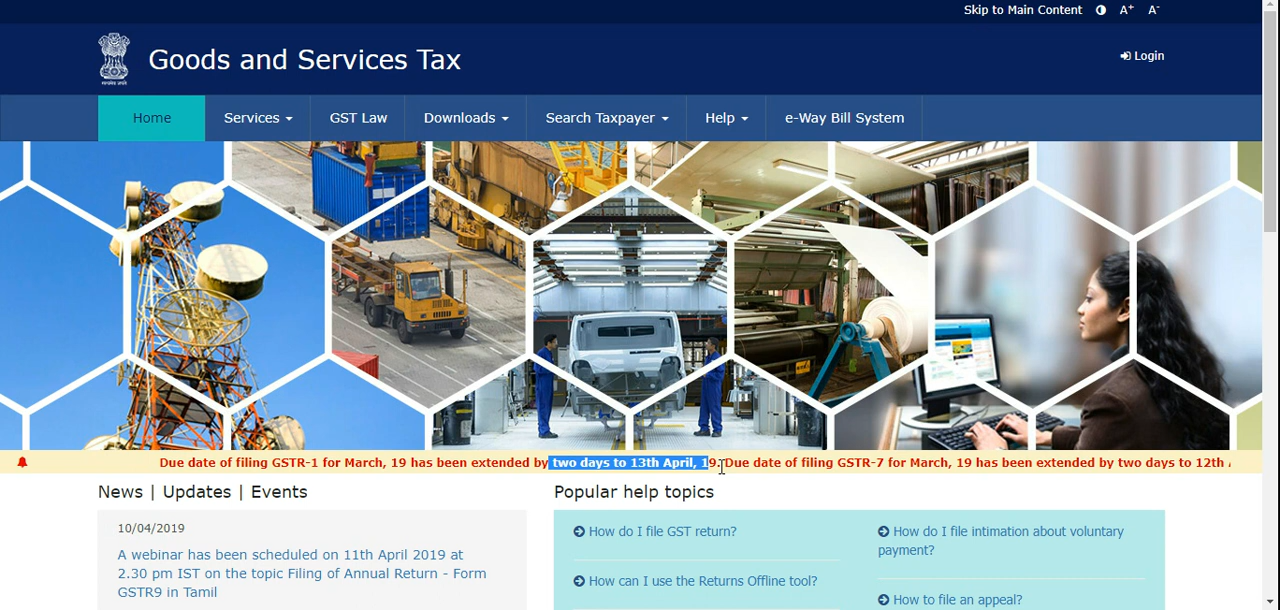 Skip to Main Content A+ A-
Goods and Services Tax
Login
Home Services GST Law Downloads Search Taxpayer Help e-Way Bill System
Due date of filing GSTR-1 for March, 19 has been extended by two days to 13th April, 19. Due date of filing GSTR-7 for March, 19 has been extended by two days to 12th
News | Updates | Events
10/04/2019
A webinar has been scheduled on 11th April 2019 at
2.30 pm IST on the topic Filing of Annual Return - Form
GSTR9 in Tamil
Popular help topics
How do I file GST return?
How can I use the Returns Offline tool?
How do I file intimation about voluntary
payment?
How to file an appeal?